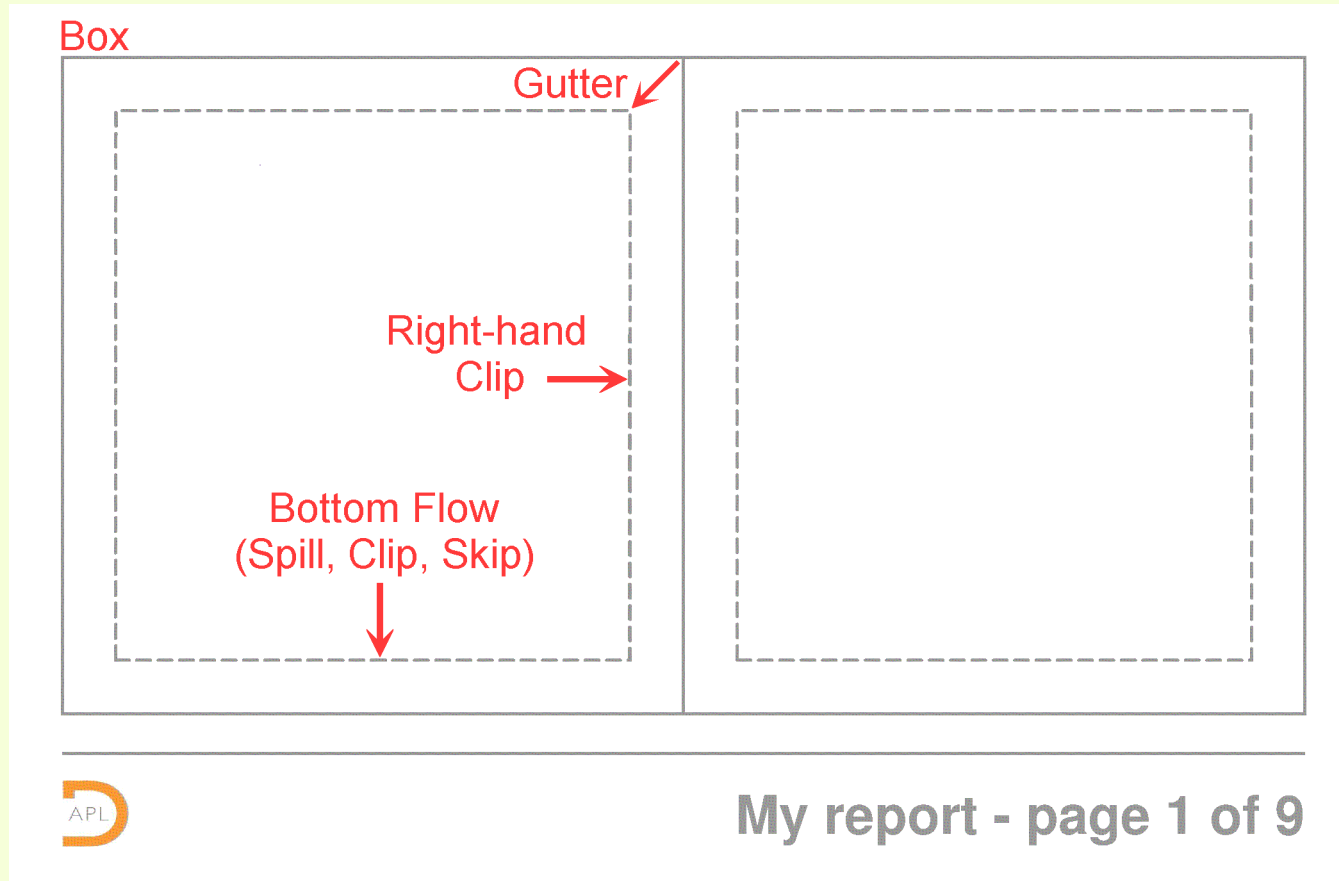 Box
Gutter
Right-hand
Clip
Bottom Flow
(Spill, Clip, Skip)
APL
My report - page 1 of 9